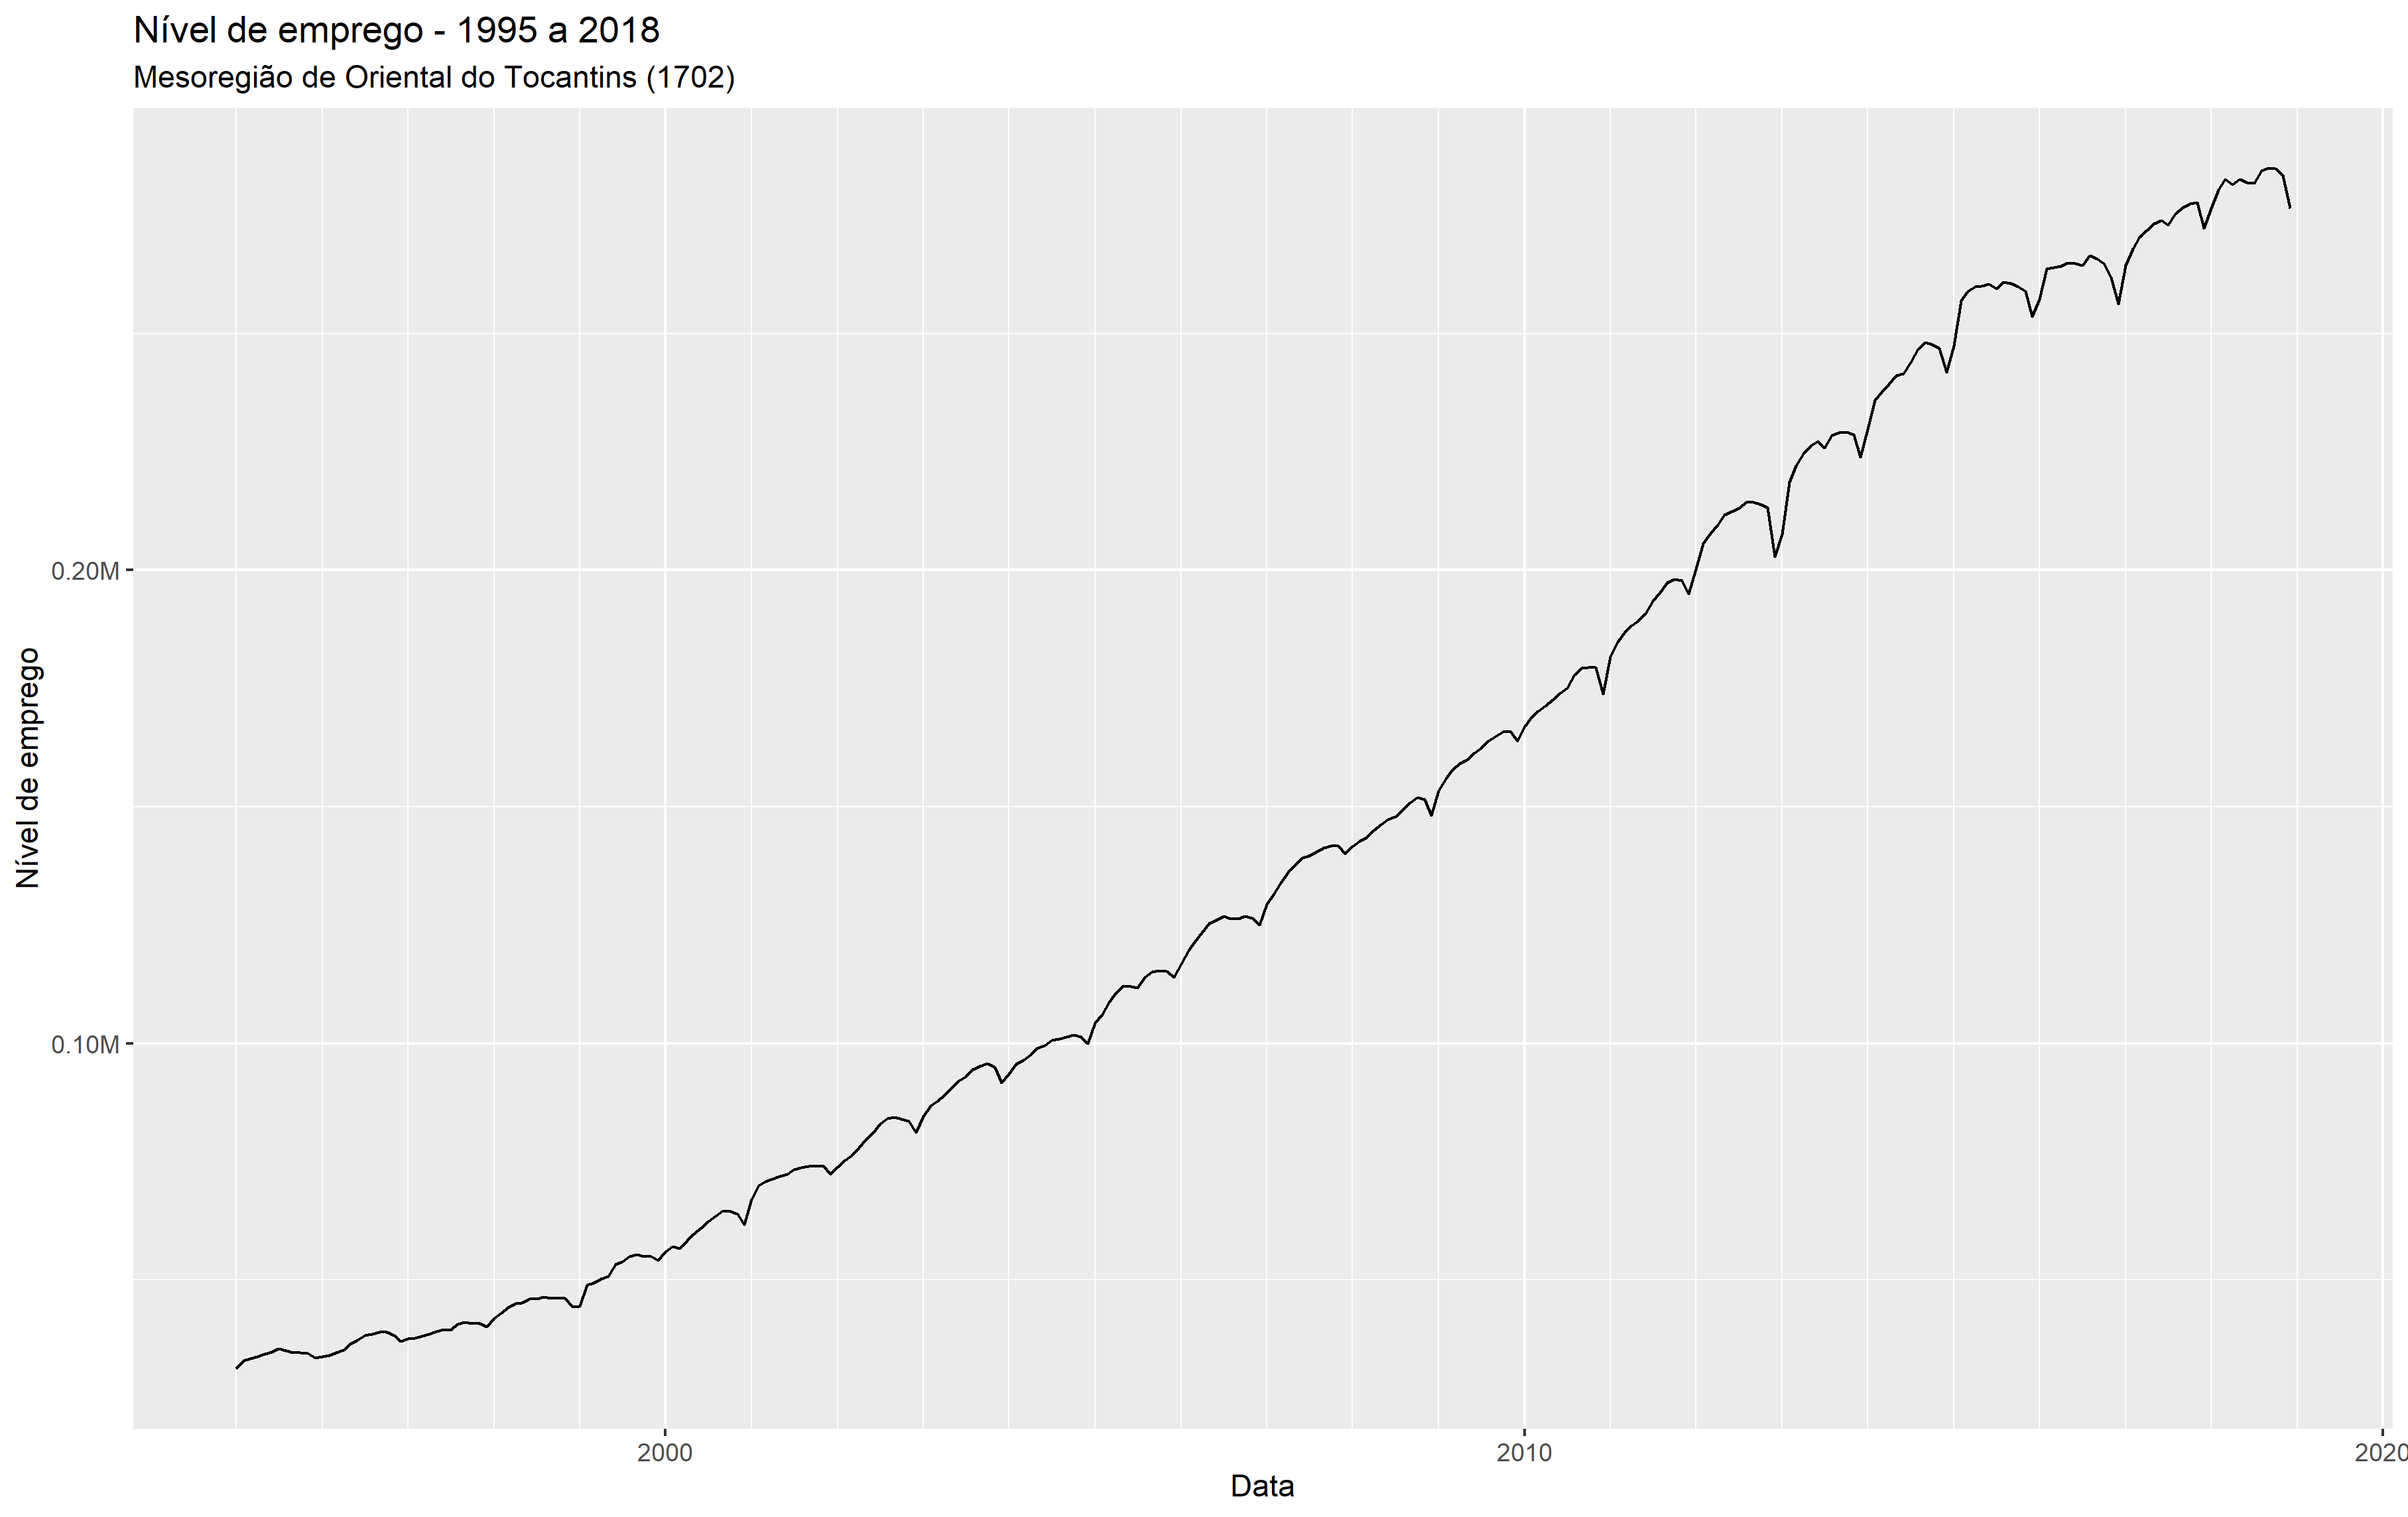 Nível de emprego - 1995 a 2018
Mesoregião de Oriental do Tocantins (1702)
Nível de emprego
0.20M
0.10M
2000
2010
2020
Data